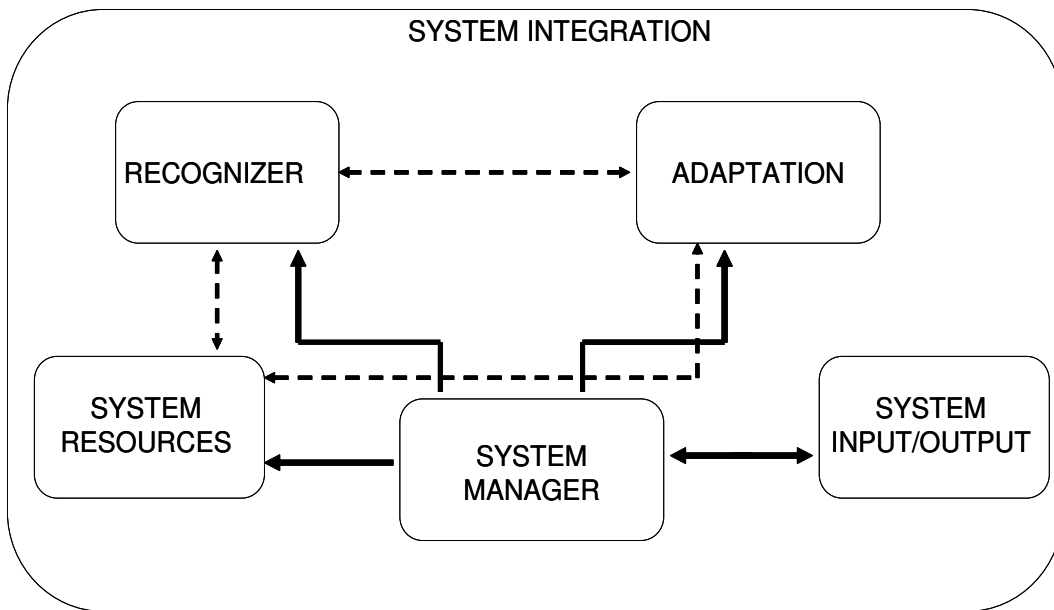 SYSTEM INTEGRATION
RECOGNIZER
ADAPTATION
SYSTEM
RESOURCES
SYSTEM
MANAGER
SYSTEM
INPUT/OUTPUT